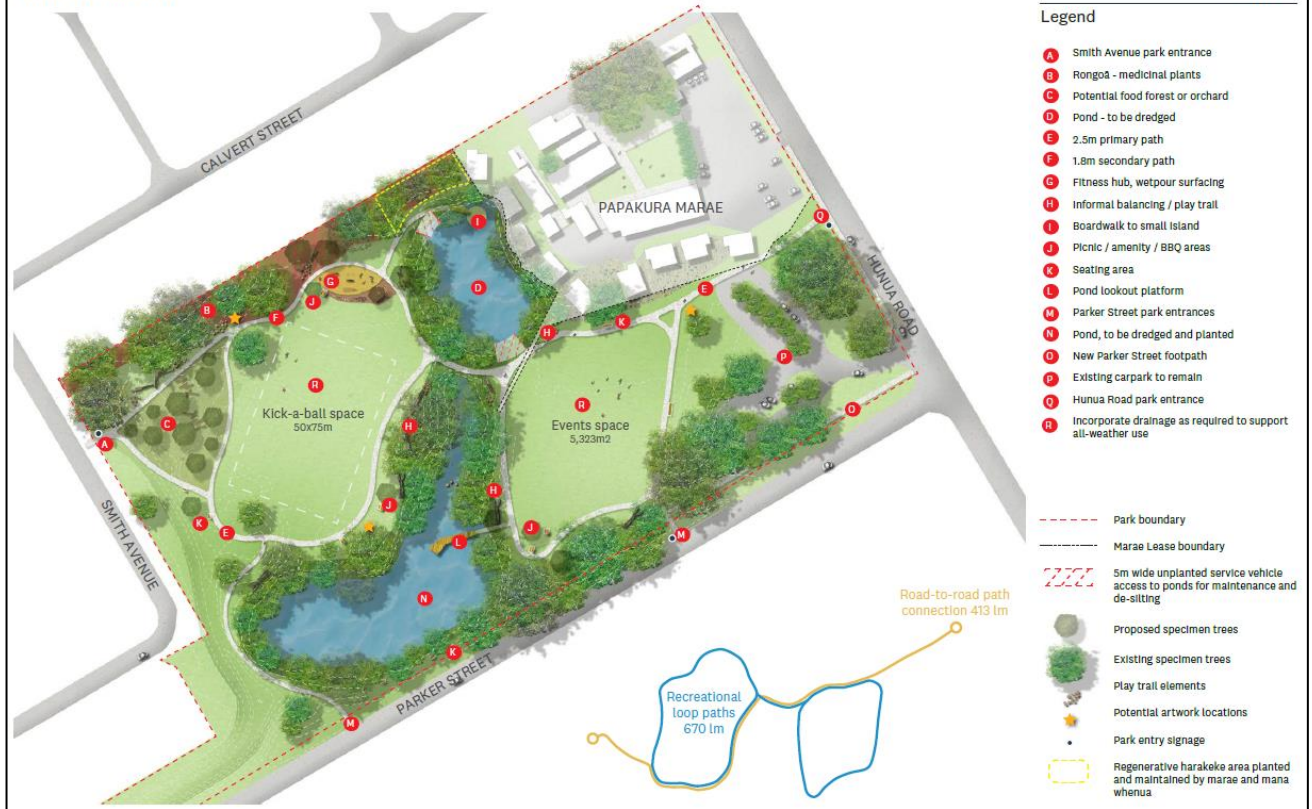 CALVERT STREET
PAPAKURA MARAE
HUNUA ROAD
SMITH AVENUE
PARKER STREET
Kick-a-ball space
50x75m
Events space
5,323m2
A
B
C
D
E
E
F
G
H
H
H
I
J
J
J
K
K
K
L
M
M
N
O
P
Q
R
R
Road-to-road path
connection 413 lm
Recreational
loop paths
670 lm
Legend
A Smith Avenue park entrance
B Rongoā - medicinal plants
C Potential food forest or orchard
D Pond - to be dredged
E 2.5m primary path
F 1.8m secondary path
G Fitness hub, wetpour surfacing
H Informal balancing / play trail
I Boardwalk to small island
J Picnic / amenity / BBQ areas
K Seating area
L Pond lookout platform
M Parker Street park entrances
N Pond, to be dredged and planted
O New Parker Street footpath
P Existing carpark to remain
Q Hunua Road park entrance
R Incorporate drainage as required to support
all-weather use
Park boundary
Marae Lease boundary
5m wide unplanted service vehicle
access to ponds for maintenance and
de-silting
Proposed specimen trees
Existing specimen trees
Play trail elements
Potential artwork locations
Park entry signage
Regenerative harakeke area planted
and maintained by marae and mana
whenua